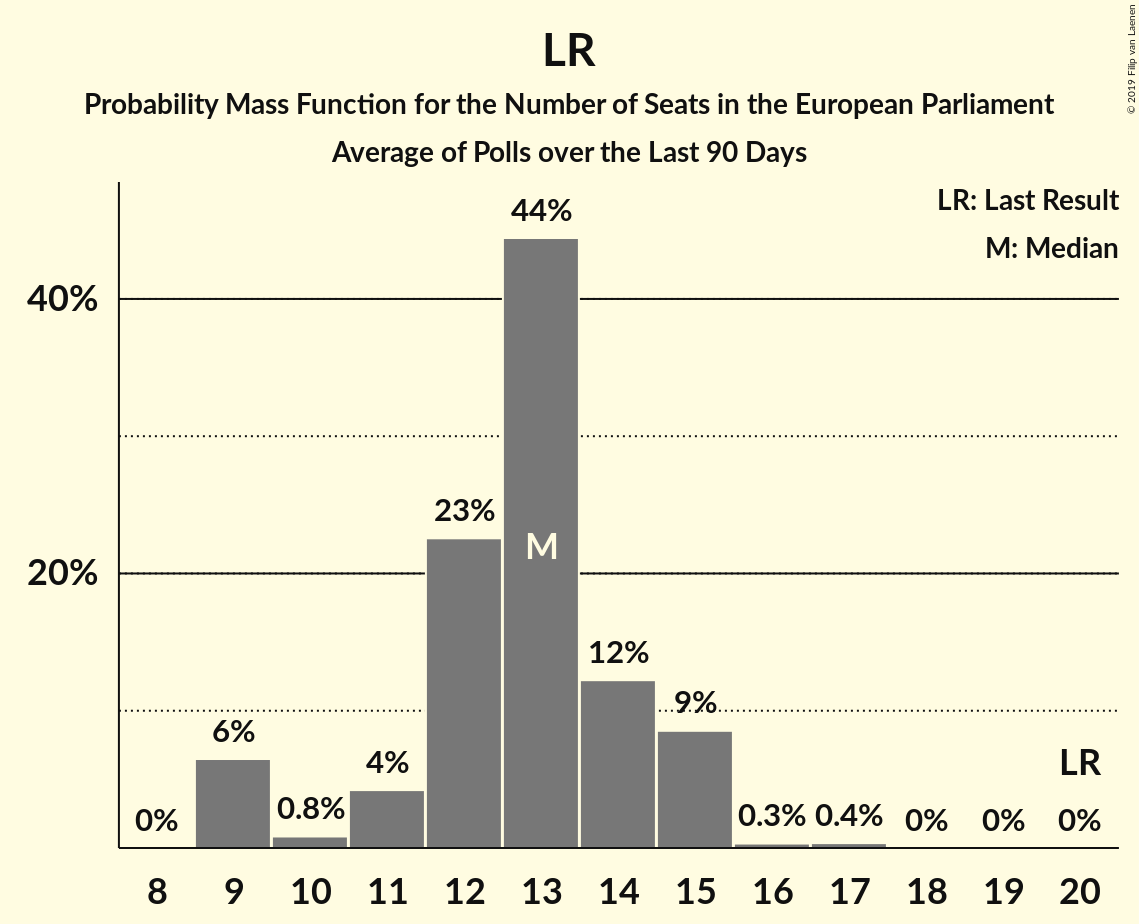 LR
Probability Mass Function for the Number of Seats in the European Parliament
Average of Polls over the Last 90 Days
© 2019 Filip van Laenen
LR: Last Result
M: Median
44%
40%
23%
M
20%
12%
9%
6%
4%
LR
0%
0.8%
0.3%
0.4%
0%
0%
0%
8 9 10 11 12 13 14 15 16 17 18 19 20